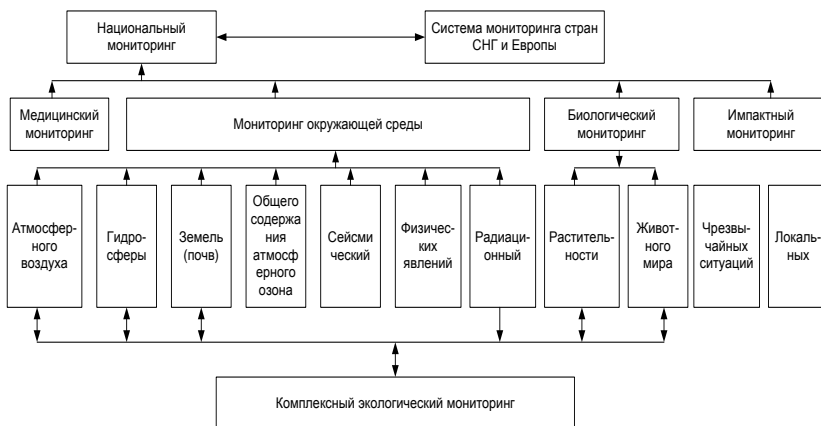 Национальный
мониторинг
Система мониторинга стран
СНГ и Европы
Медицинский
мониторинг
Мониторинг окружающей среды
Биологический
мониторинг
Импактный
мониторинг
Атмосфер-
ного
воздуха
Гидро-
сферы
Земель
(почв)
Общего
содержа
ния
атмосф
ерного
озона
Сейсми
ческий
Физичес
ких
явлений
Радиаци
онный
Раститель-
ности
Живот-
ного
мира
Чрезвы-
чайных
ситуаций
Локаль-
ных
Комплексный экологический мониторинг